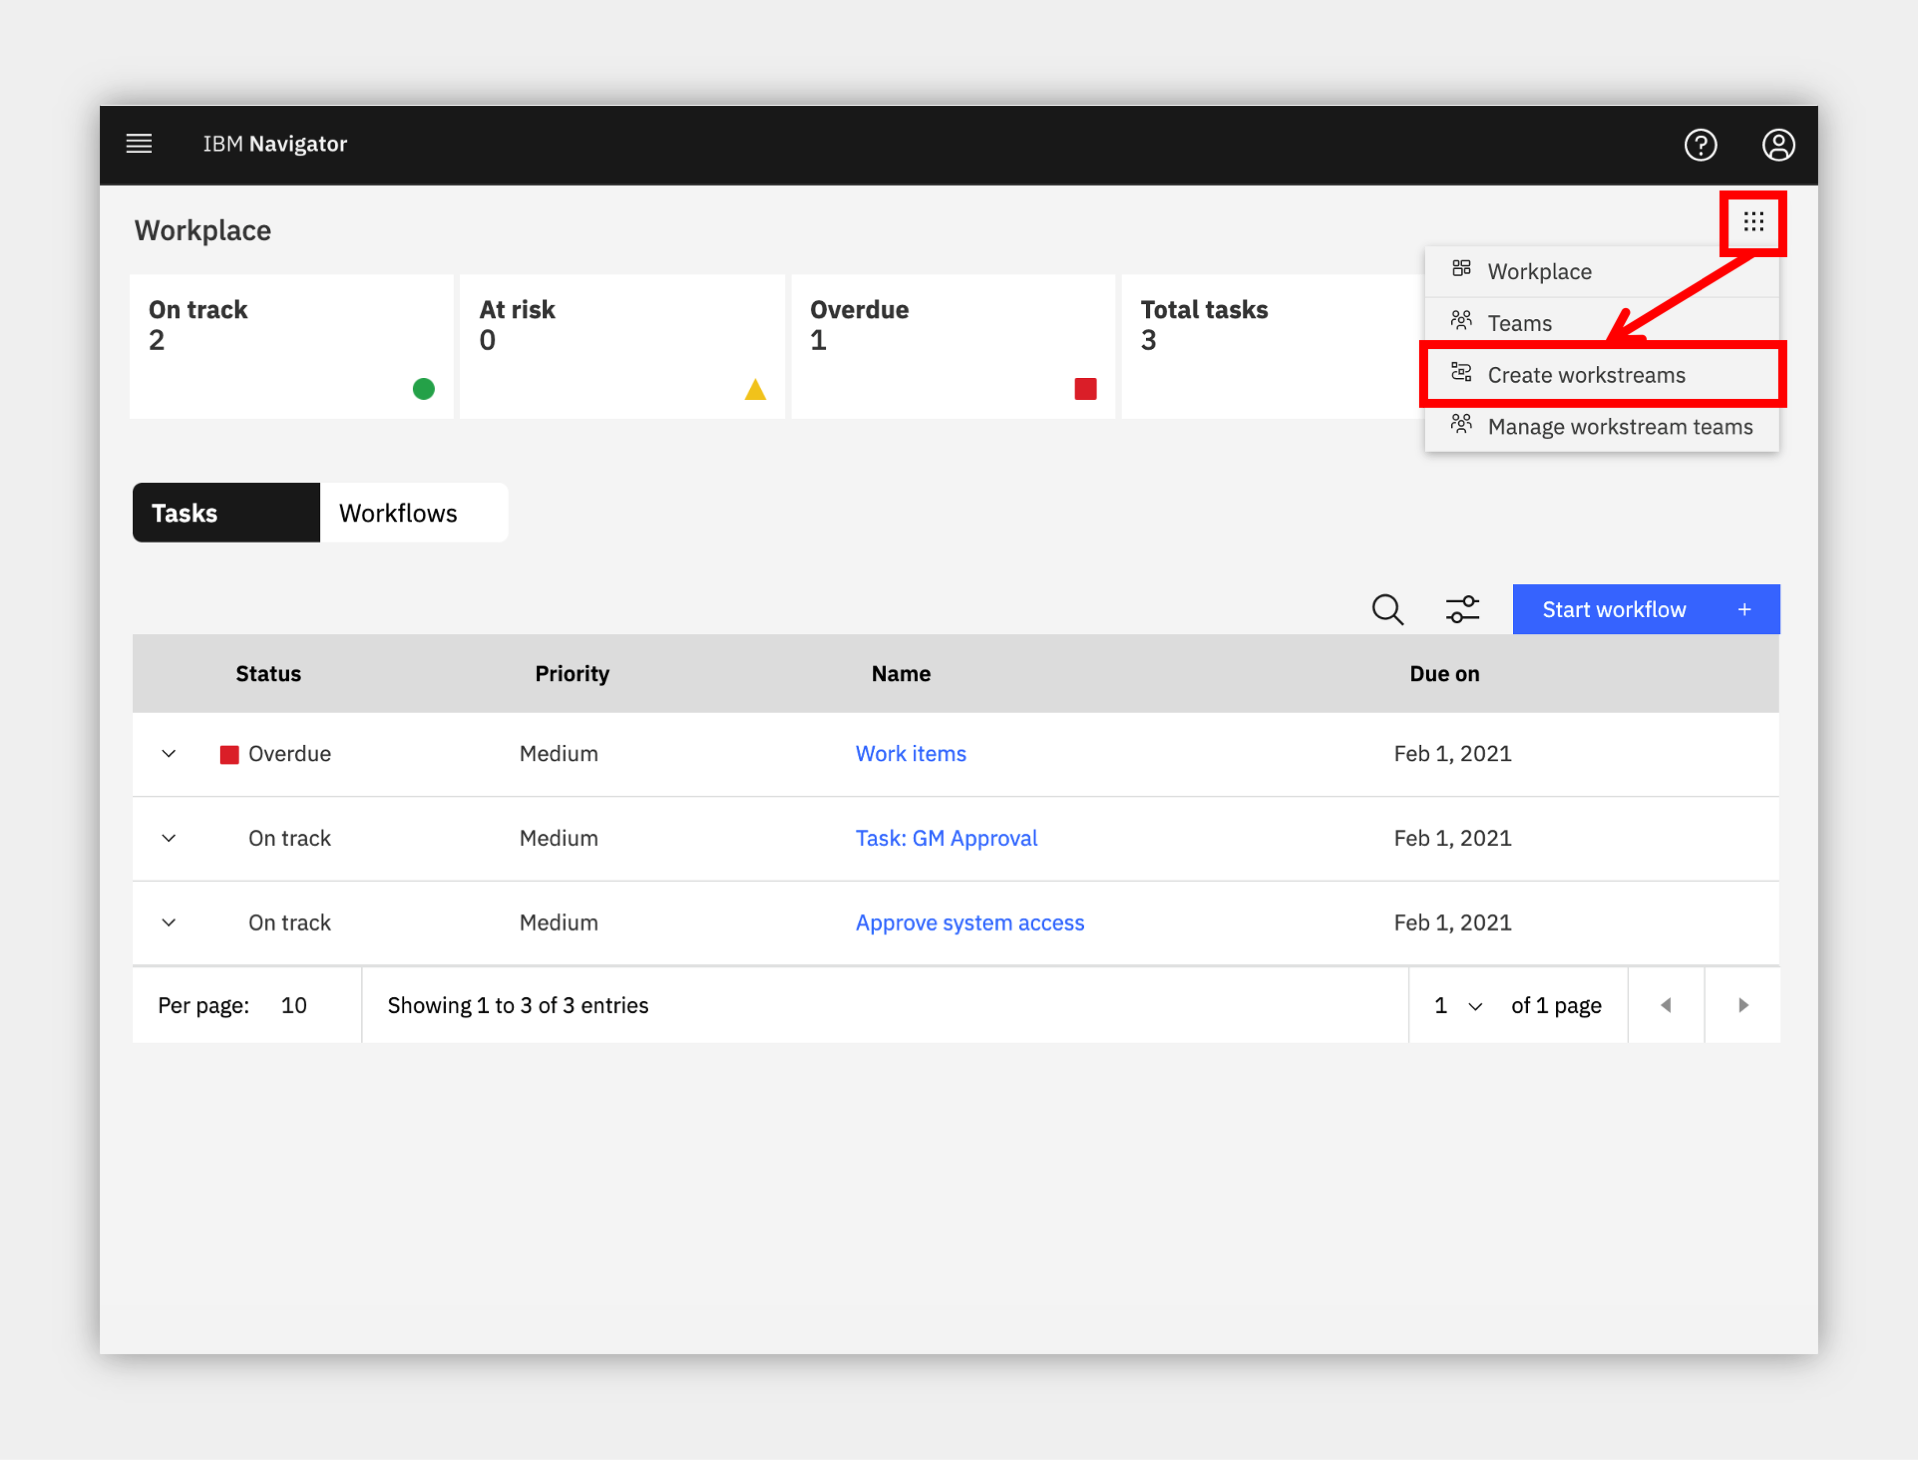 IBM Navigator
Workplace
On track
2
At risk
0
Overdue
1
Total tasks
3
Workplace
Teams
Create workstreams
Manage workstream teams
Tasks
Workflows
Start workflow +
Status Priority Name Due on
Overdue Medium Work items Feb 1, 2021
On track Medium Task: GM Approval Feb 1, 2021
On track Medium Approve system access Feb 1, 2021
Per page: 10 Showing 1 to 3 of 3 entries 1 of 1 page